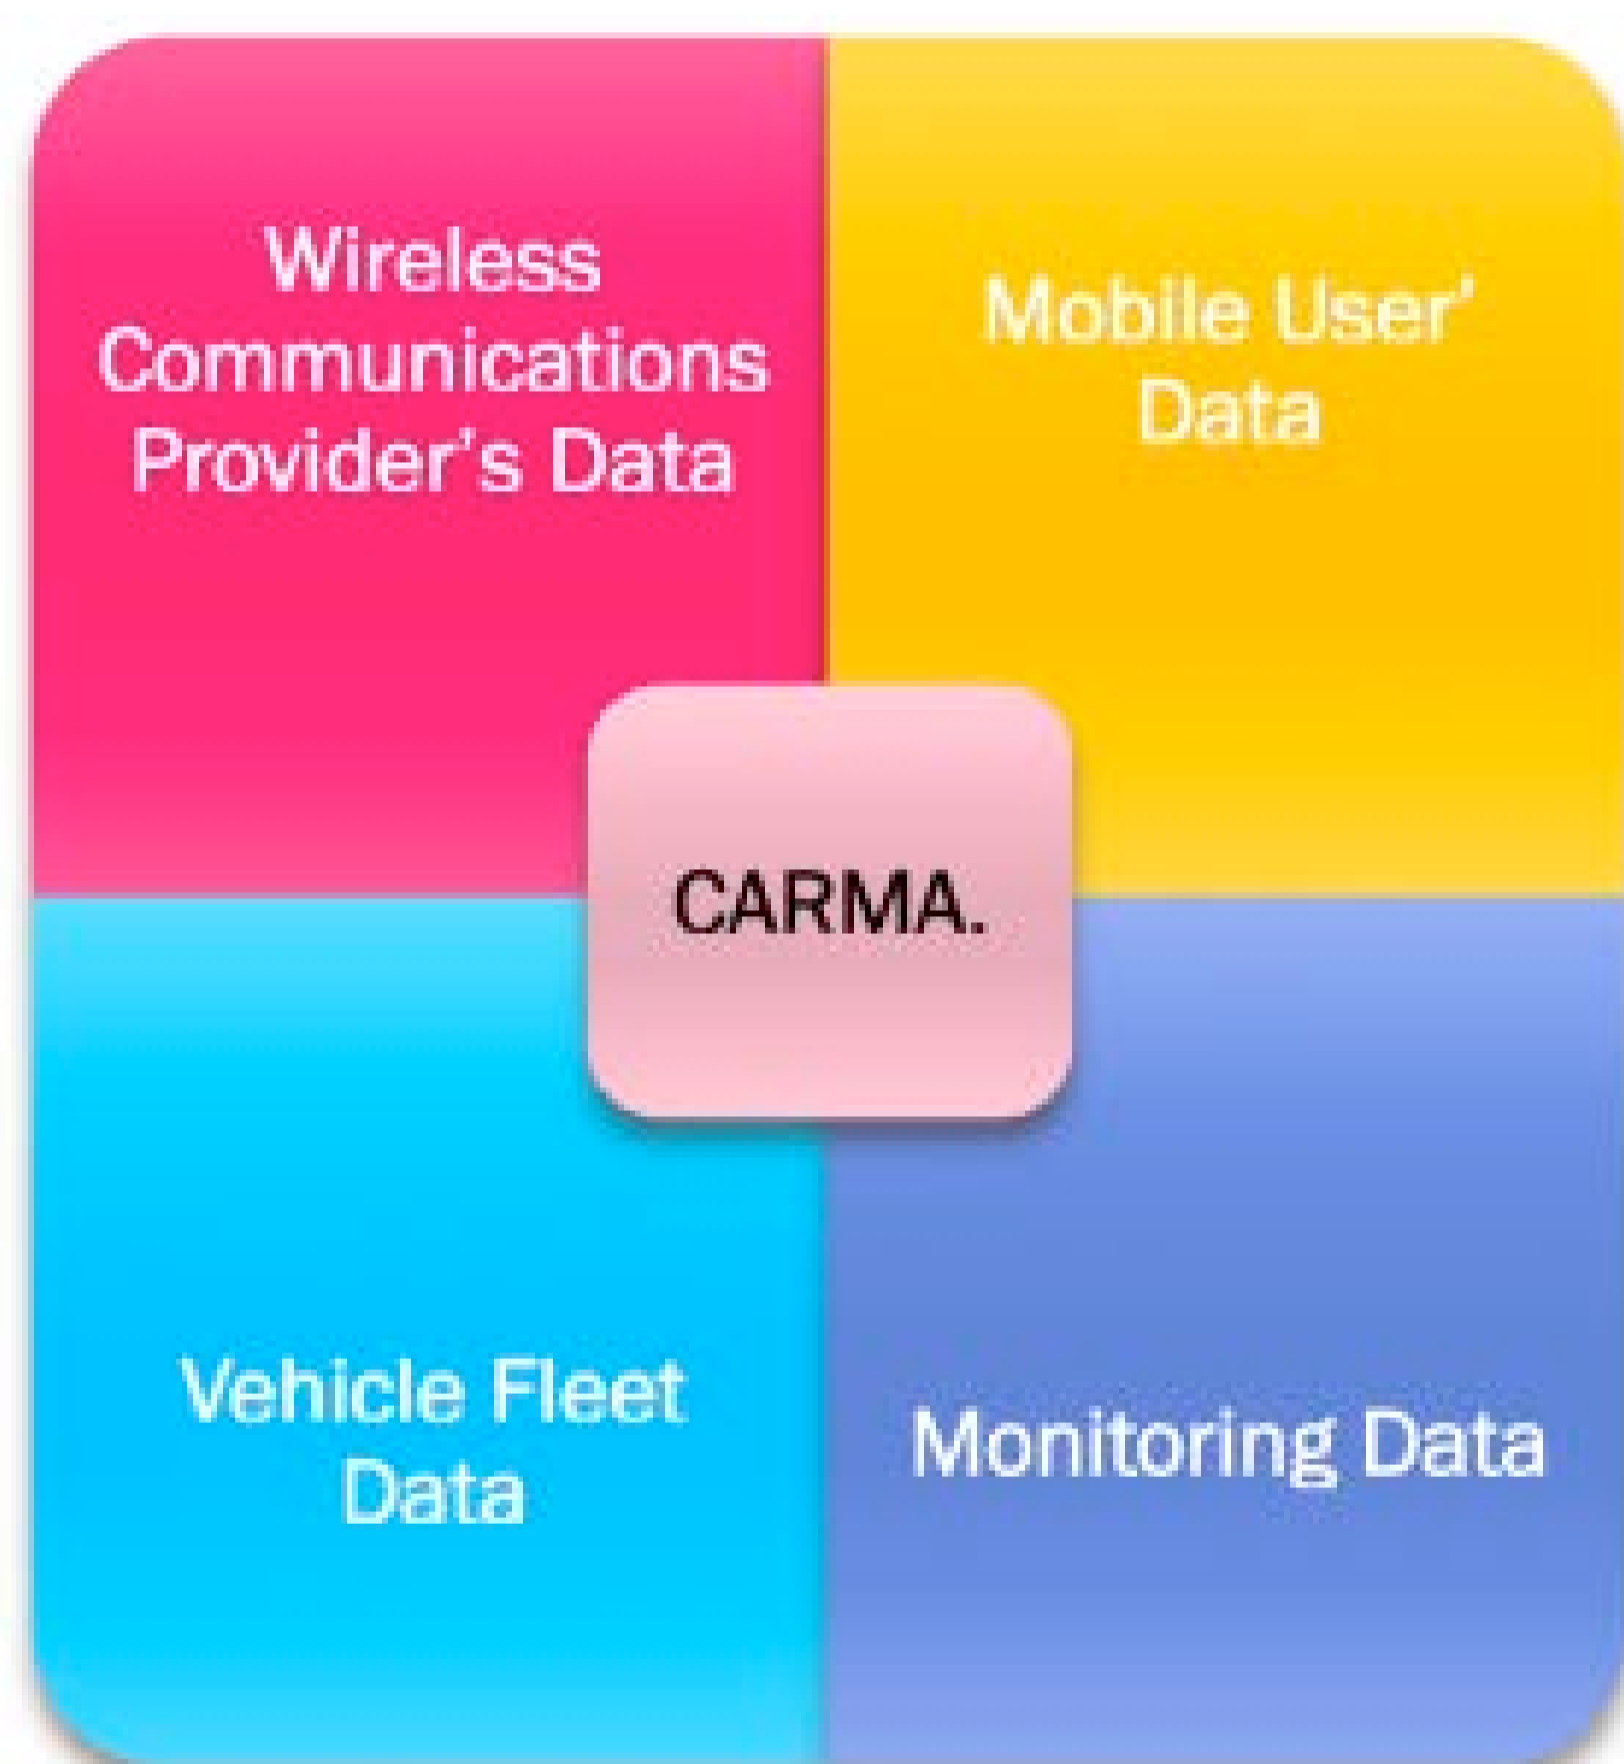 Wireless
Communications
Provider's Data
Mobile User'
Data
CARMA.
Vehicle Fleet
Data
Monitoring Data